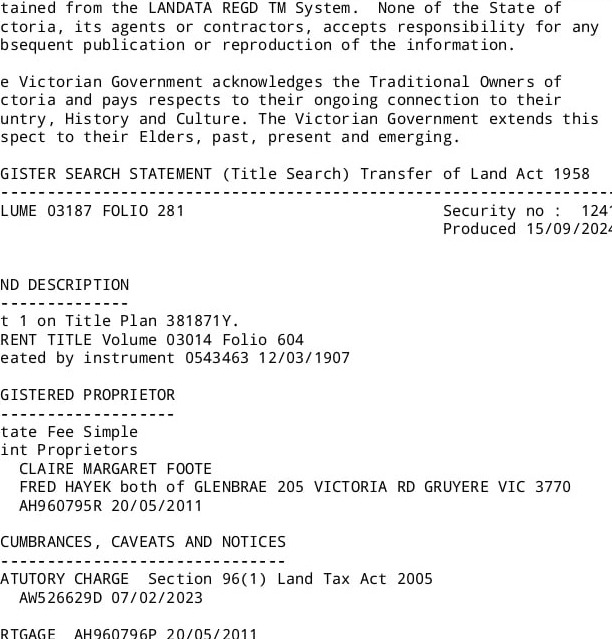 tained from the LANDATA REGD TM System.  None of the State of
ctoria, its agents or contractors, accepts responsibility for any
bsequent publication or reproduction of the information.
e Victorian Government acknowledges the Traditional Owners of
ctoria and pays respects to their ongoing connection to their
untry, History and Culture. The Victorian Government extends this
spect to their Elders, past, present and emerging.
GISTER SEARCH STATEMENT (Title Search) Transfer of Land Act 1958
--------------------------------------------------------------------------------
LUME 03187 FOLIO 281                            Security no :  1241
Produced 15/09/2024
ND DESCRIPTION
--------------
t 1 on Title Plan 381871Y.
RENT TITLE Volume 03014 Folio 604
eated by instrument 0543463 12/03/1907
GISTERED PROPRIETOR
-------------------
tate Fee Simple
int Proprietors
CLAIRE MARGARET FOOTE
FRED HAYEK both of GLENBRAE 205 VICTORIA RD GRUYERE VIC 3770
AH960795R 20/05/2011
CUMBRANCES, CAVEATS AND NOTICES
-------------------------------
ATUTORY CHARGE  Section 96(1) Land Tax Act 2005
AW526629D 07/02/2023
RTGAGE  AH960796P 20/05/2011